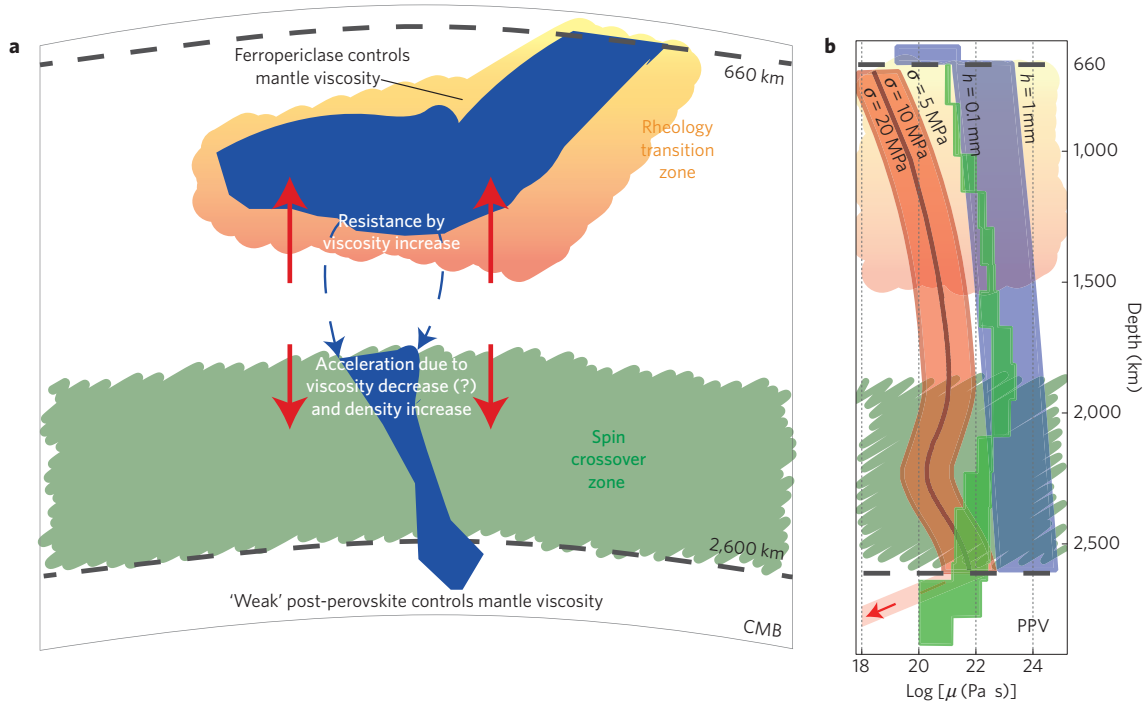 a
Ferropericlase controls
mantle viscosity
660 km
Rheology
transition
zone
Resistance by
viscosity increase
Acceleration due to
viscosity decrease (?)
and density increase
Spin
crossover
zone
2,600 km
'Weak' post-perovskite controls mantle viscosity
CMB
b
σ = 20 MPa
σ = 10 MPa
σ = 5 MPa
h = 0.1 mm
h = 1 mm
660
1,000
1,500
2,000
2,500
Depth (km)
PPV
18
20
22
24
Log [μ (Pa s)]